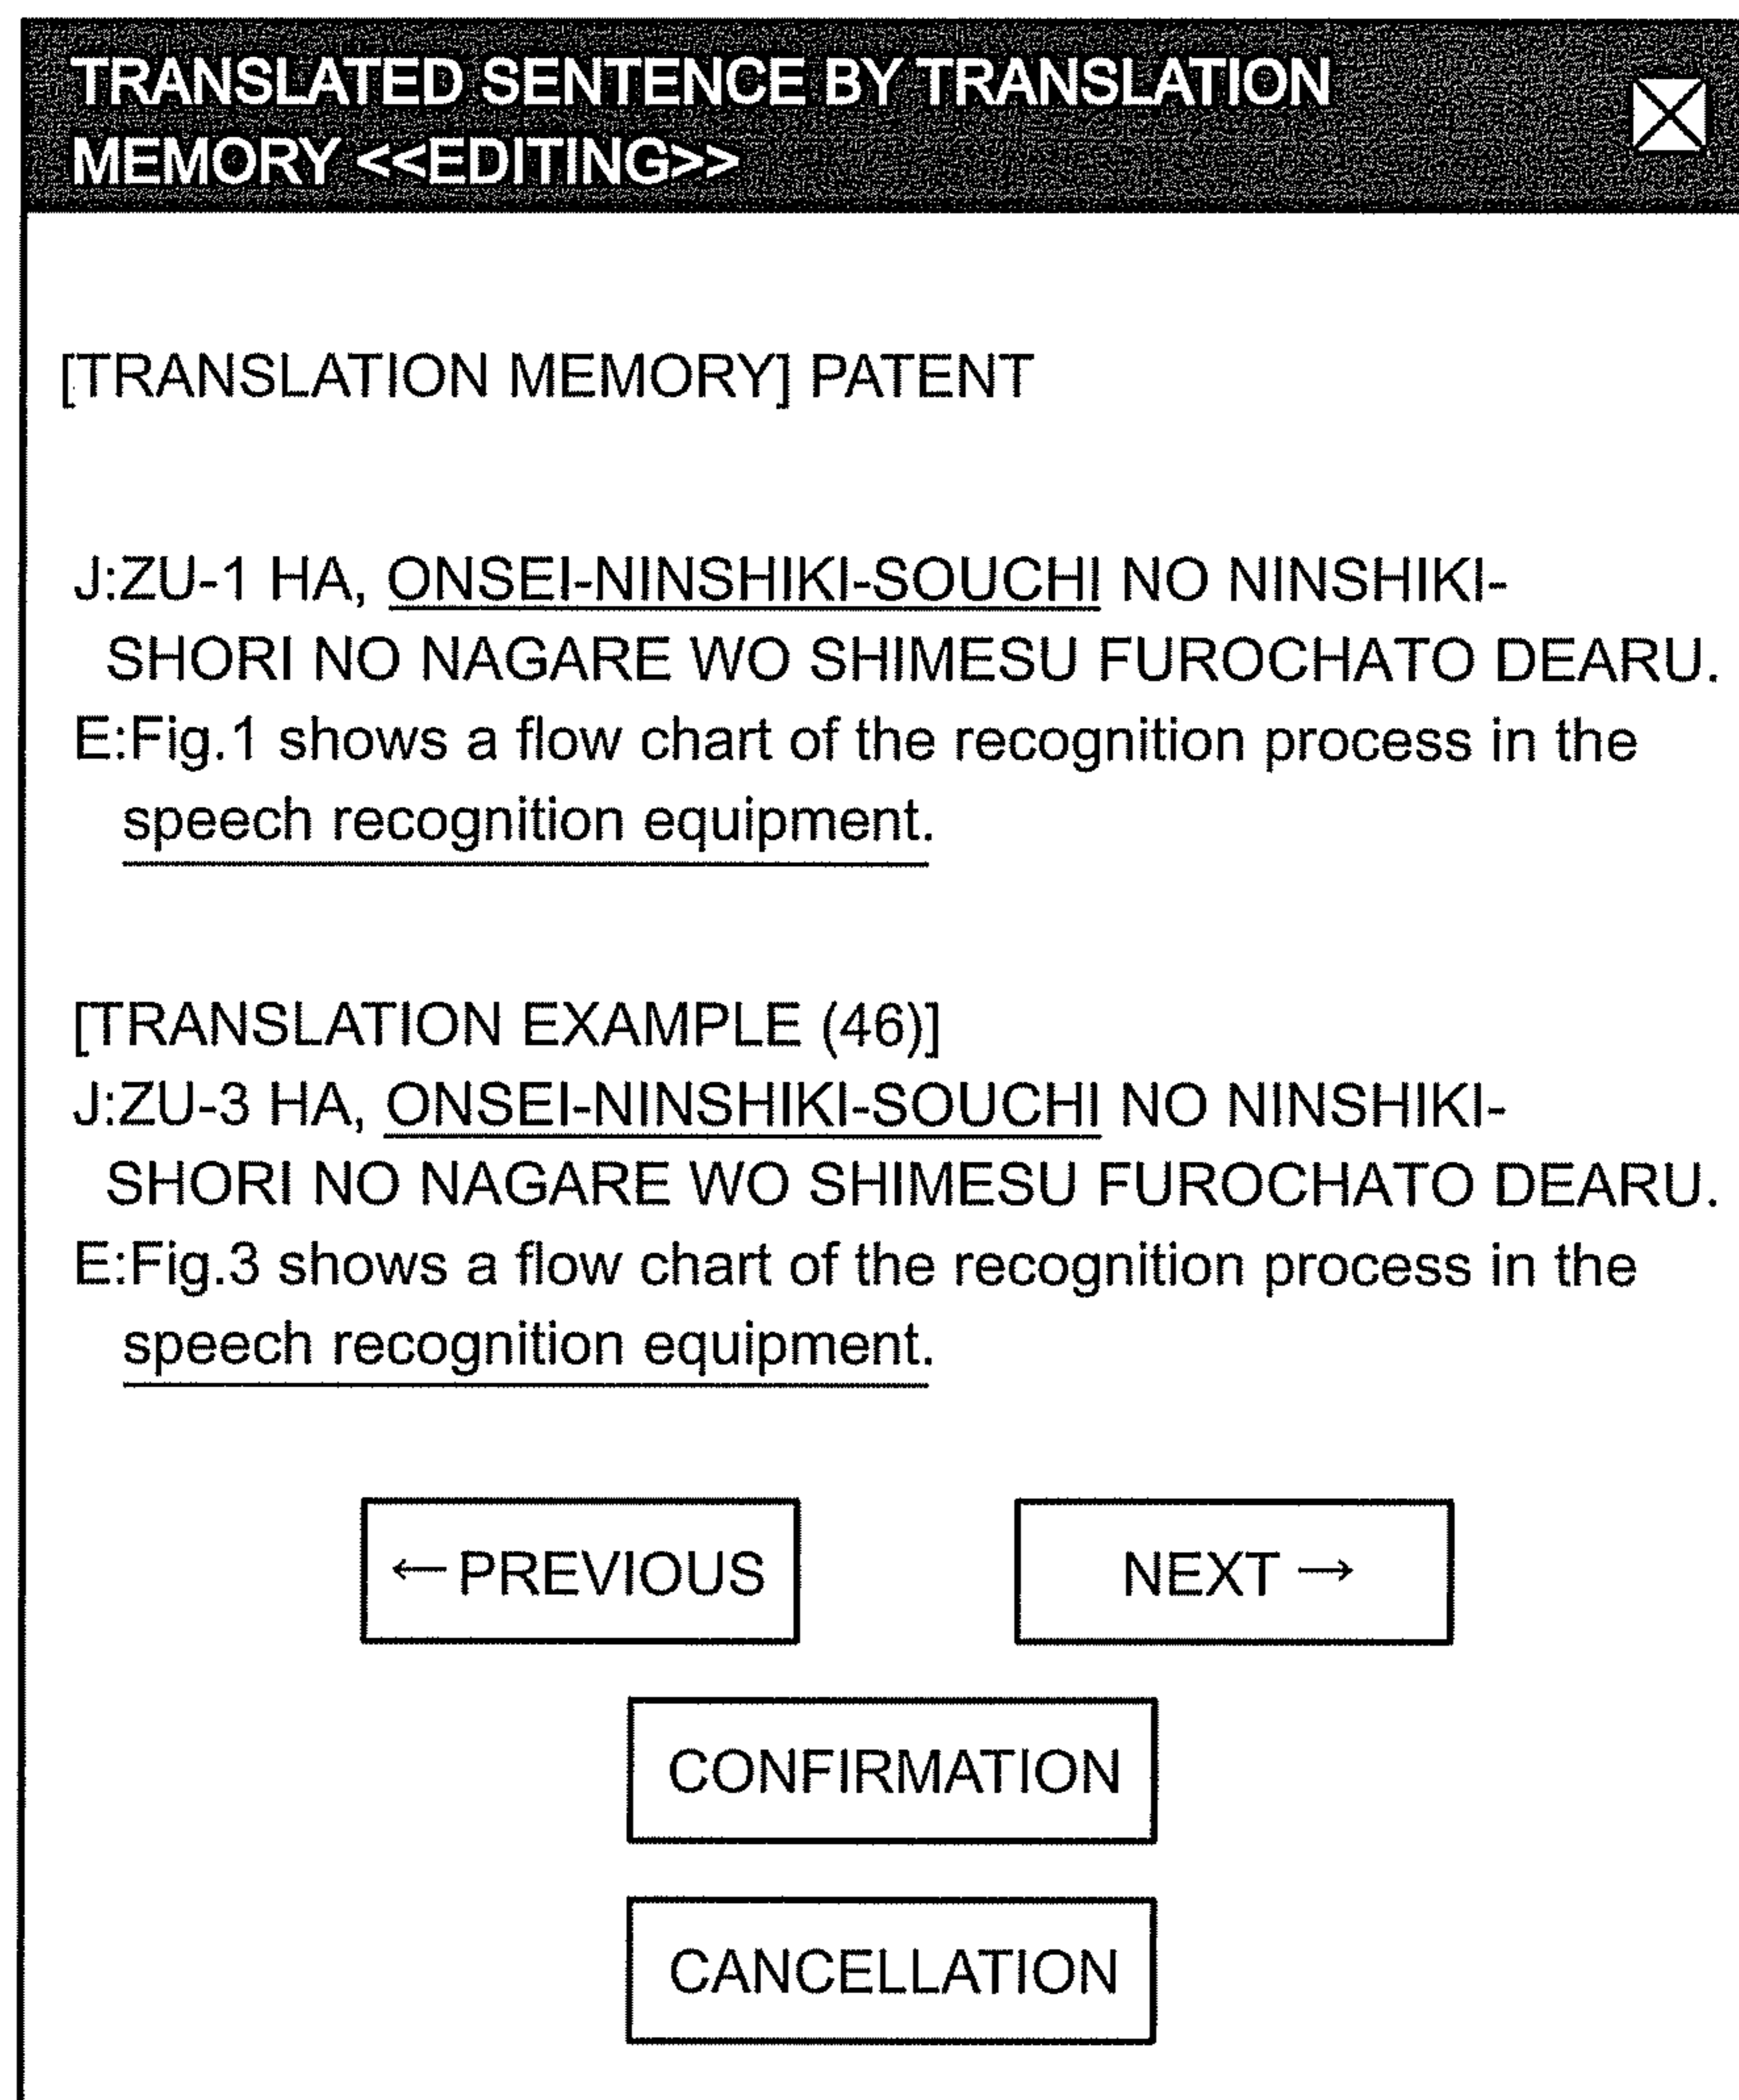 TRANSLATED SENTENCE BY TRANSLATION
MEMORY <<EDITING>>
[TRANSLATION MEMORY] PATENT
J:ZU-1 HA, ONSEI-NINSHIKI-SOUCHI NO NINSHIKI-
SHORI NO NAGARE WO SHIMESU FUROCHATO DEARU.
E:Fig.1 shows a flow chart of the recognition process in the
speech recognition equipment.
[TRANSLATION EXAMPLE (46)]
J:ZU-3 HA, ONSEI-NINSHIKI-SOUCHI NO NINSHIKI-
SHORI NO NAGARE WO SHIMESU FUROCHATO DEARU.
E:Fig.3 shows a flow chart of the recognition process in the
speech recognition equipment.
← PREVIOUS
NEXT →
CONFIRMATION
CANCELLATION